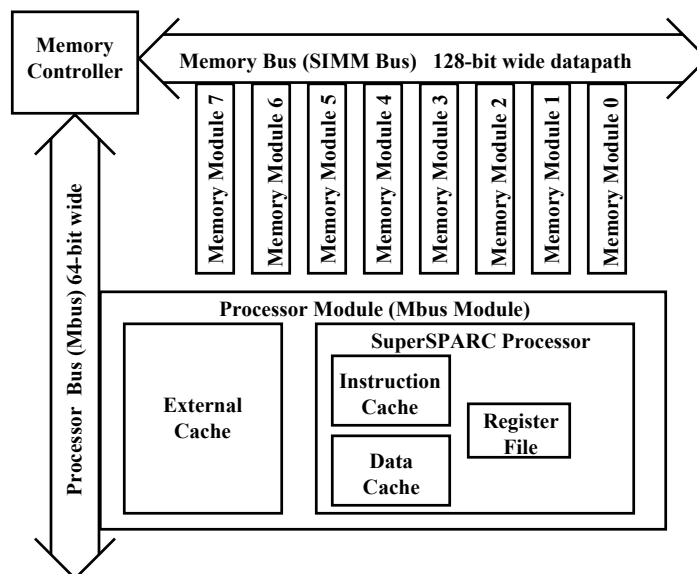 Memory
Controller
Memory Bus (SIMM Bus) 128-bit wide datapath
Memory Module 7
Memory Module 6
Memory Module 5
Memory Module 4
Memory Module 3
Memory Module 2
Memory Module 1
Memory Module 0
Processor Bus (Mbus) 64-bit wide
Processor Module (Mbus Module)
SuperSPARC Processor
External
Cache
Instruction
Cache
Data
Cache
Register
File